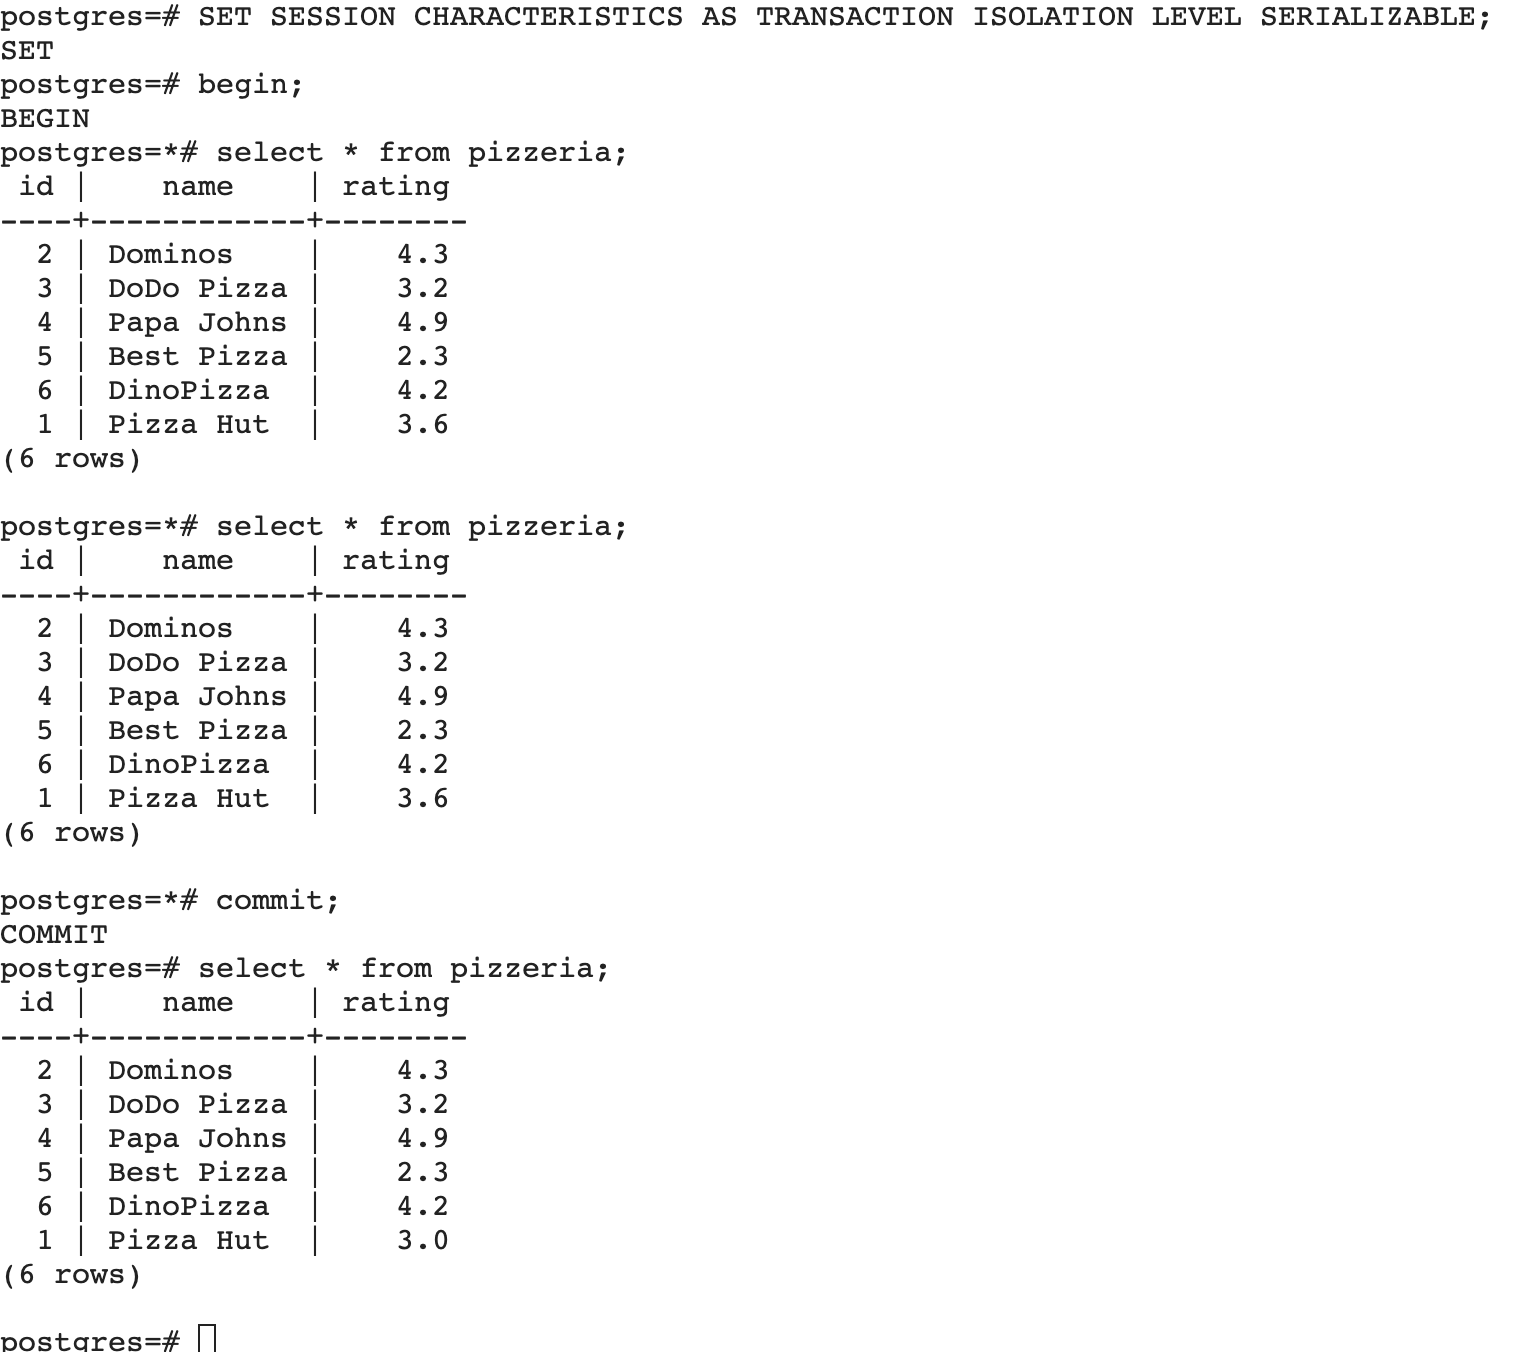 postgres=# SET SESSION CHARACTERISTICS AS TRANSACTION ISOLATION LEVEL SERIALIZABLE;
SET
postgres=# begin;
BEGIN
postgres=*# select * from pizzeria;
 id |    name    | rating
----+------------+--------
  2 | Dominos    |    4.3
  3 | DoDo Pizza |    3.2
  4 | Papa Johns |    4.9
  5 | Best Pizza |    2.3
  6 | DinoPizza  |    4.2
  1 | Pizza Hut  |    3.6
(6 rows)

postgres=*# select * from pizzeria;
 id |    name    | rating
----+------------+--------
  2 | Dominos    |    4.3
  3 | DoDo Pizza |    3.2
  4 | Papa Johns |    4.9
  5 | Best Pizza |    2.3
  6 | DinoPizza  |    4.2
  1 | Pizza Hut  |    3.6
(6 rows)

postgres=*# commit;
COMMIT
postgres=# select * from pizzeria;
 id |    name    | rating
----+------------+--------
  2 | Dominos    |    4.3
  3 | DoDo Pizza |    3.2
  4 | Papa Johns |    4.9
  5 | Best Pizza |    2.3
  6 | DinoPizza  |    4.2
  1 | Pizza Hut  |    3.0
(6 rows)

postgres=#